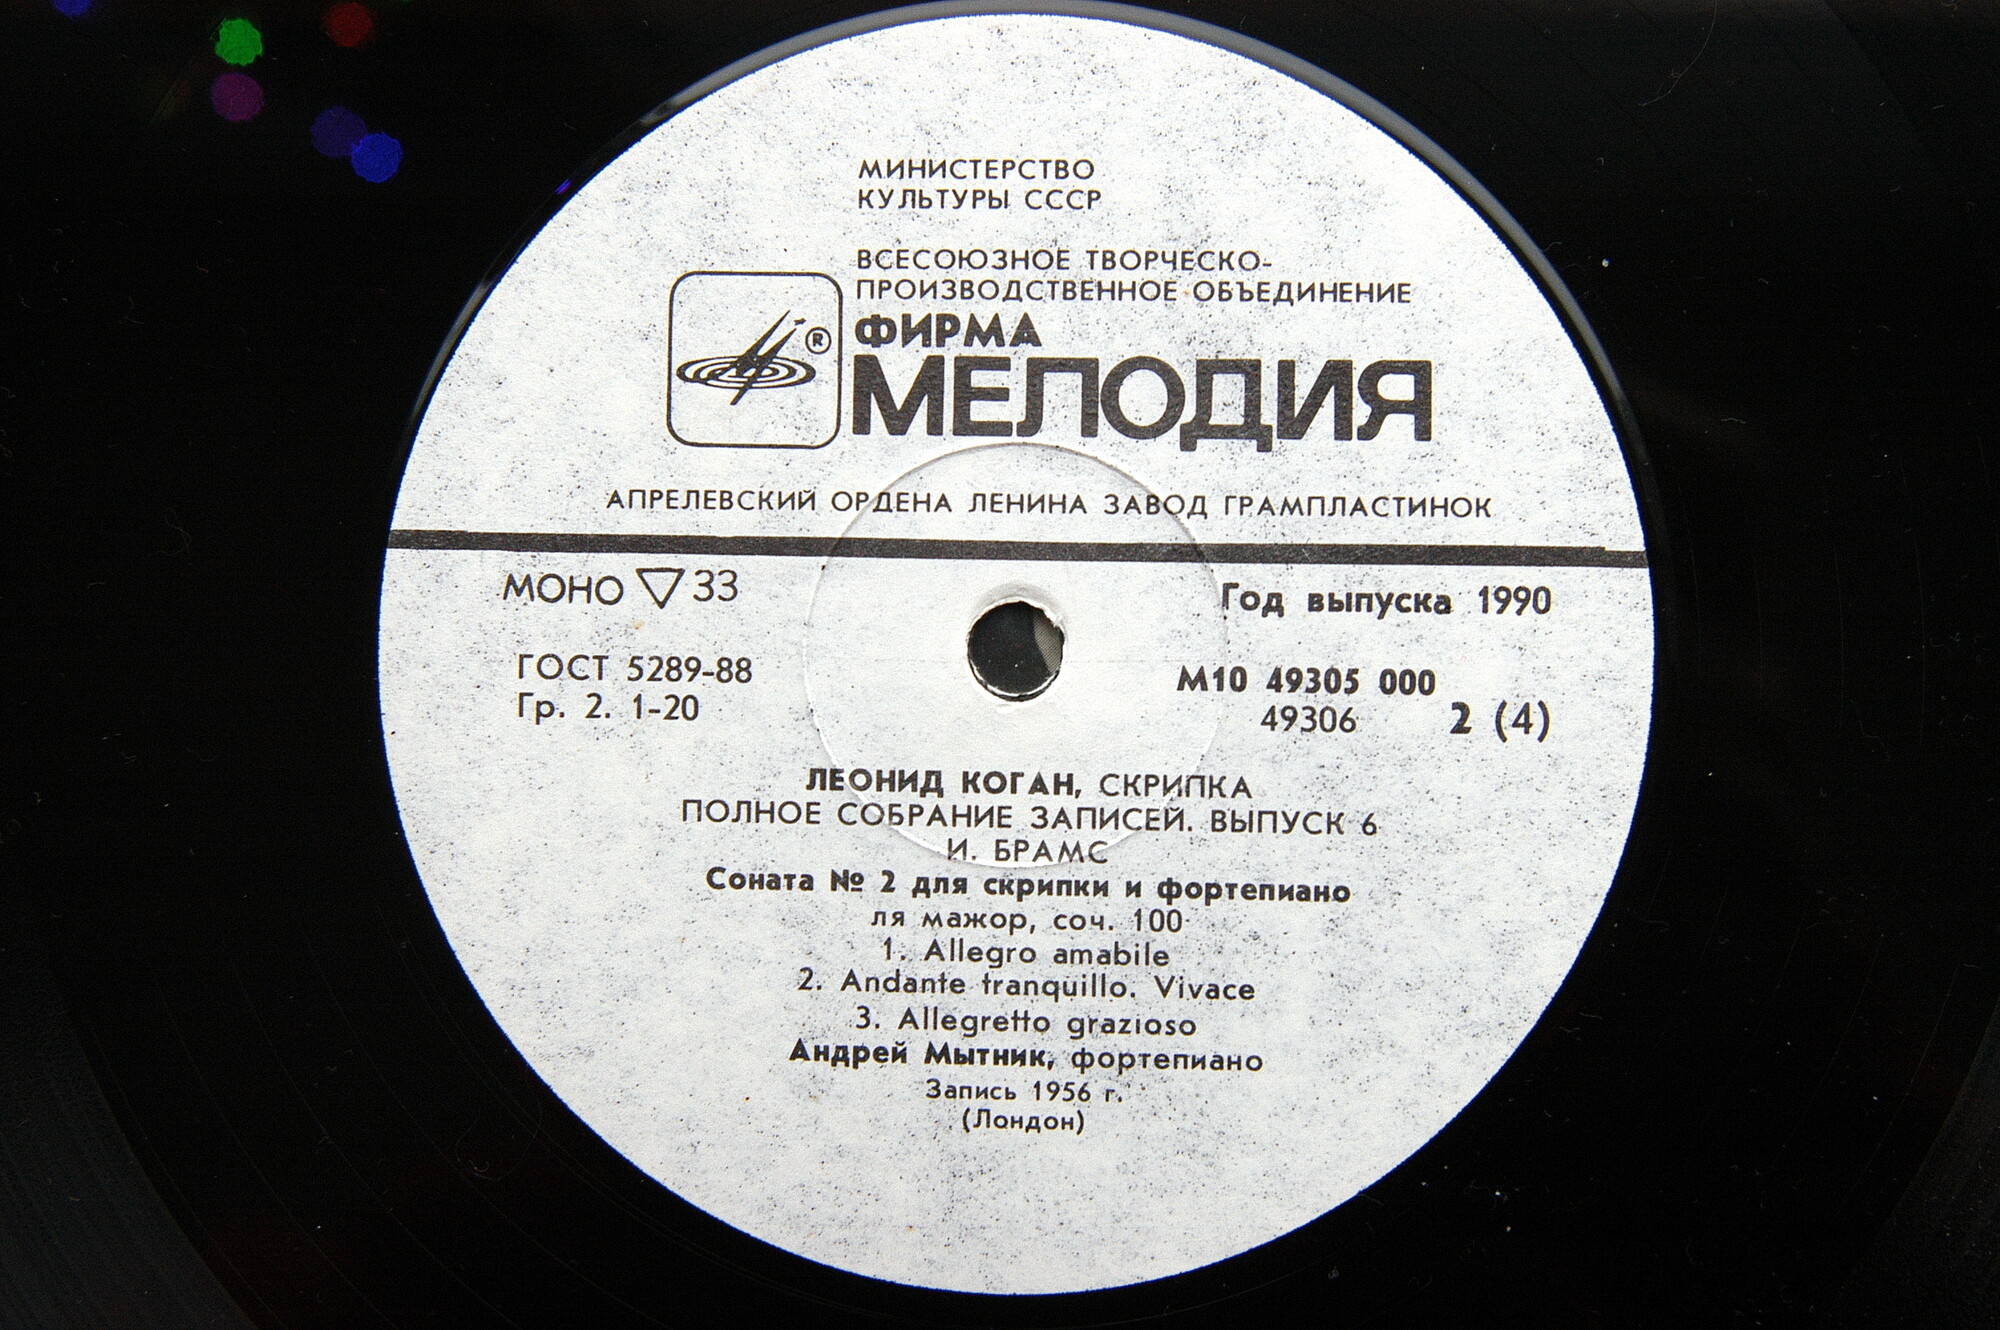 МИНИСТЕРСТВО
КУЛЬТУРЫ СССР
ВСЕСОЮЗНОЕ ТВОРЧЕСКО-
ПРОИЗВОДСТВЕННОЕ ОБЪЕДИНЕНИЕ
ФИРМА
®
МЕЛОДИЯ
АПРЕЛЕВСКИЙ ОРДЕНА ЛЕНИНА ЗАВОД ГРАМПЛАСТИНОК
МОНО ▽ 33
Год выпуска 1990
ГОСТ 5289-88
Гр. 2. 1-20
М10 49305 000
49306 2 (4)
ЛЕОНИД КОГАН, СКРИПКА
ПОЛНОЕ СОБРАНИЕ ЗАПИСЕЙ. ВЫПУСК 6
И. БРАМС
Соната № 2 для скрипки и фортепиано
ля мажор, соч. 100
1. Allegro amabile
2. Andante tranquillo. Vivace
3. Allegretto grazioso
Андрей Мытник, фортепиано
Запись 1956 г.
(Лондон)